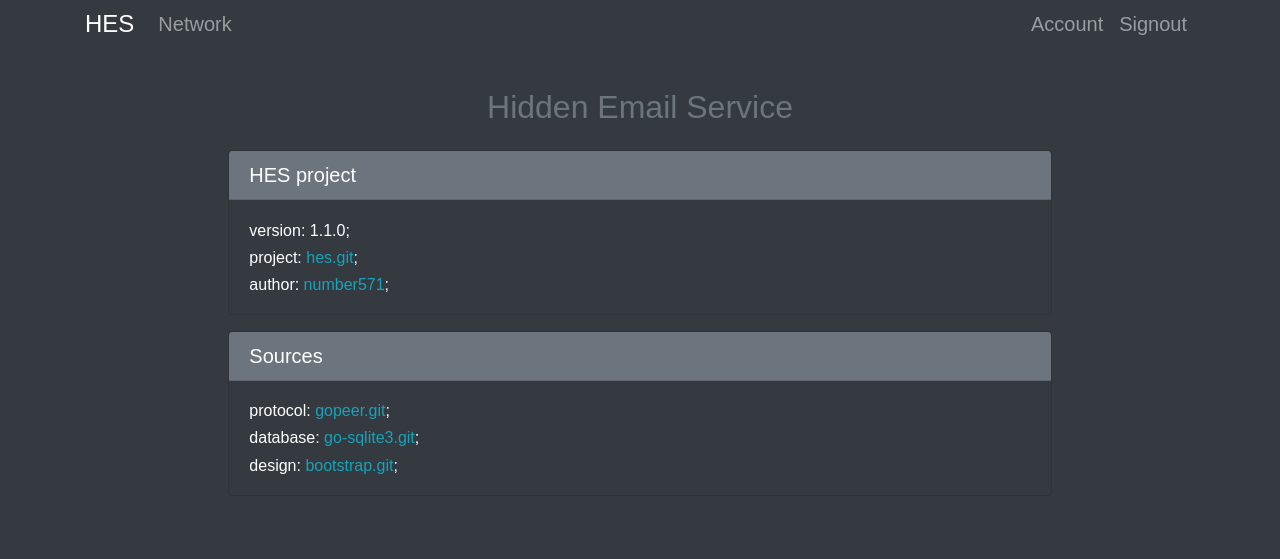 HES Network Account Signout
Hidden Email Service
HES project
version: 1.1.0;
project: hes.git;
author: number571;
Sources
protocol: gopeer.git;
database: go-sqlite3.git;
design: bootstrap.git;